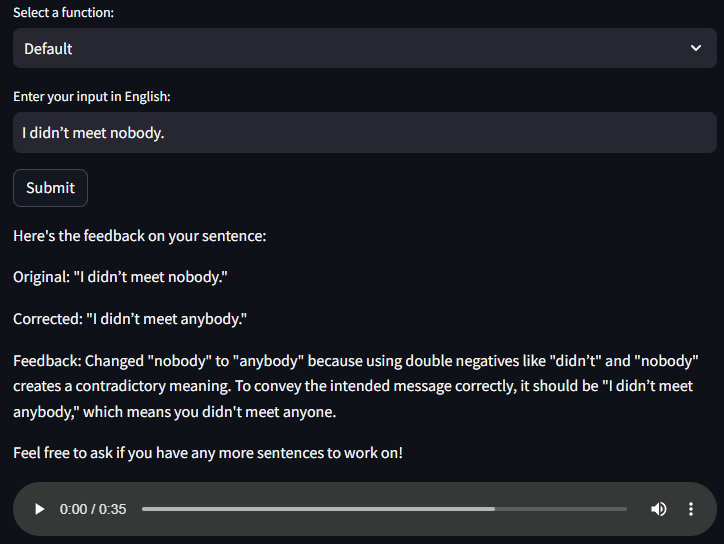 Select a function:
Default
Enter your input in English:
I didn’t meet nobody.
Submit
Here's the feedback on your sentence:
Original: "I didn’t meet nobody."
Corrected: "I didn’t meet anybody."
Feedback: Changed "nobody" to "anybody" because using double negatives like "didn’t" and "nobody"
creates a contradictory meaning. To convey the intended message correctly, it should be "I didn’t meet
anybody," which means you didn't meet anyone.
Feel free to ask if you have any more sentences to work on!
0:00 / 0:35